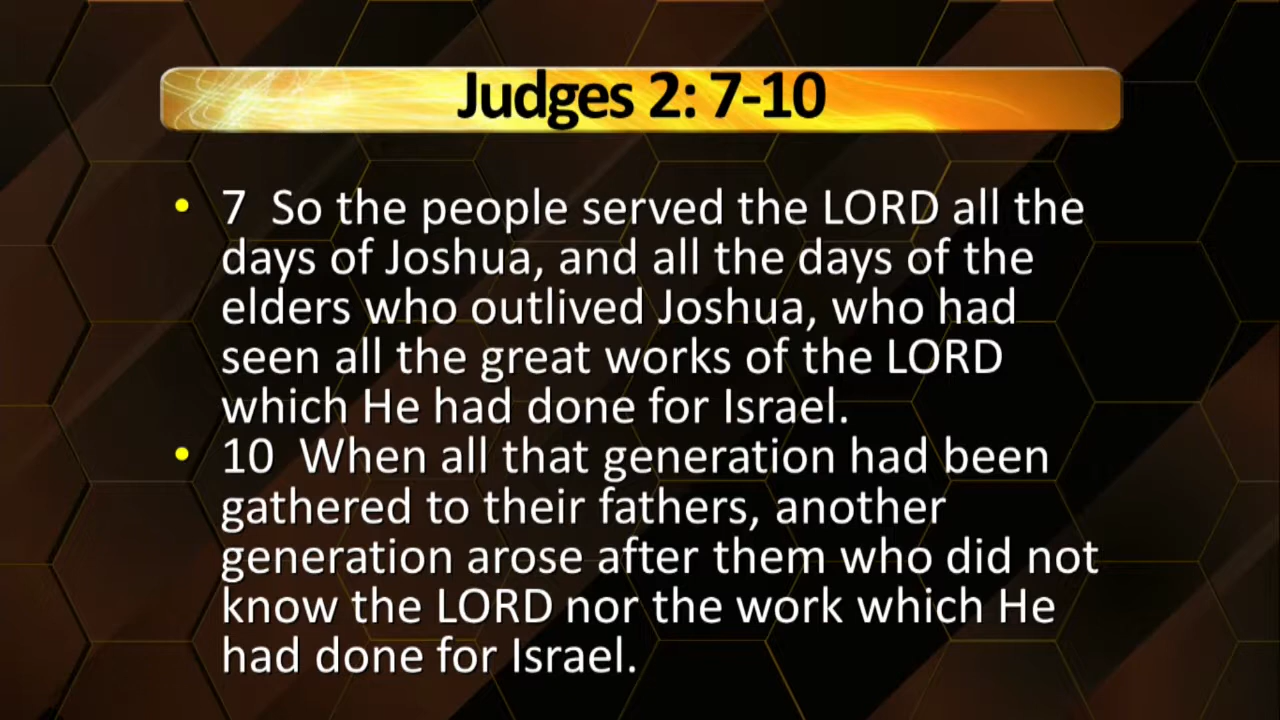 Judges 2: 7-10
• 7 So the people served the LORD all the
days of Joshua, and all the days of the
elders who outlived Joshua, who had
seen all the great works of the LORD
which He had done for Israel.
• 10 When all that generation had been
gathered to their fathers, another
generation arose after them who did not
know the LORD nor the work which He
had done for Israel.